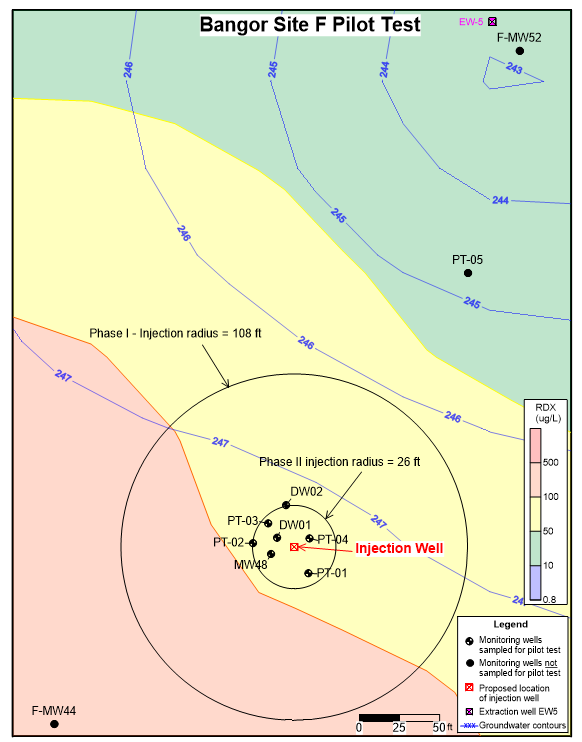 Bangor Site F Pilot Test
EW-5
F-MW52
246
245
244
243
244
245
246
PT-05
245
Phase I - Injection radius = 108 ft
246
247
246
247
Phase II injection radius = 26 ft
DW02
PT-03
DW01
247
PT-02
PT-04
Injection Well
MW48
PT-01
F-MW44
0 25 50 ft
RDX
(ug/L)
500
100
50
10
0.8
Legend
Monitoring wells
sampled for pilot test
Monitoring wells not
sampled for pilot test
Proposed location
of injection well
Extraction well EW5
Groundwater contours